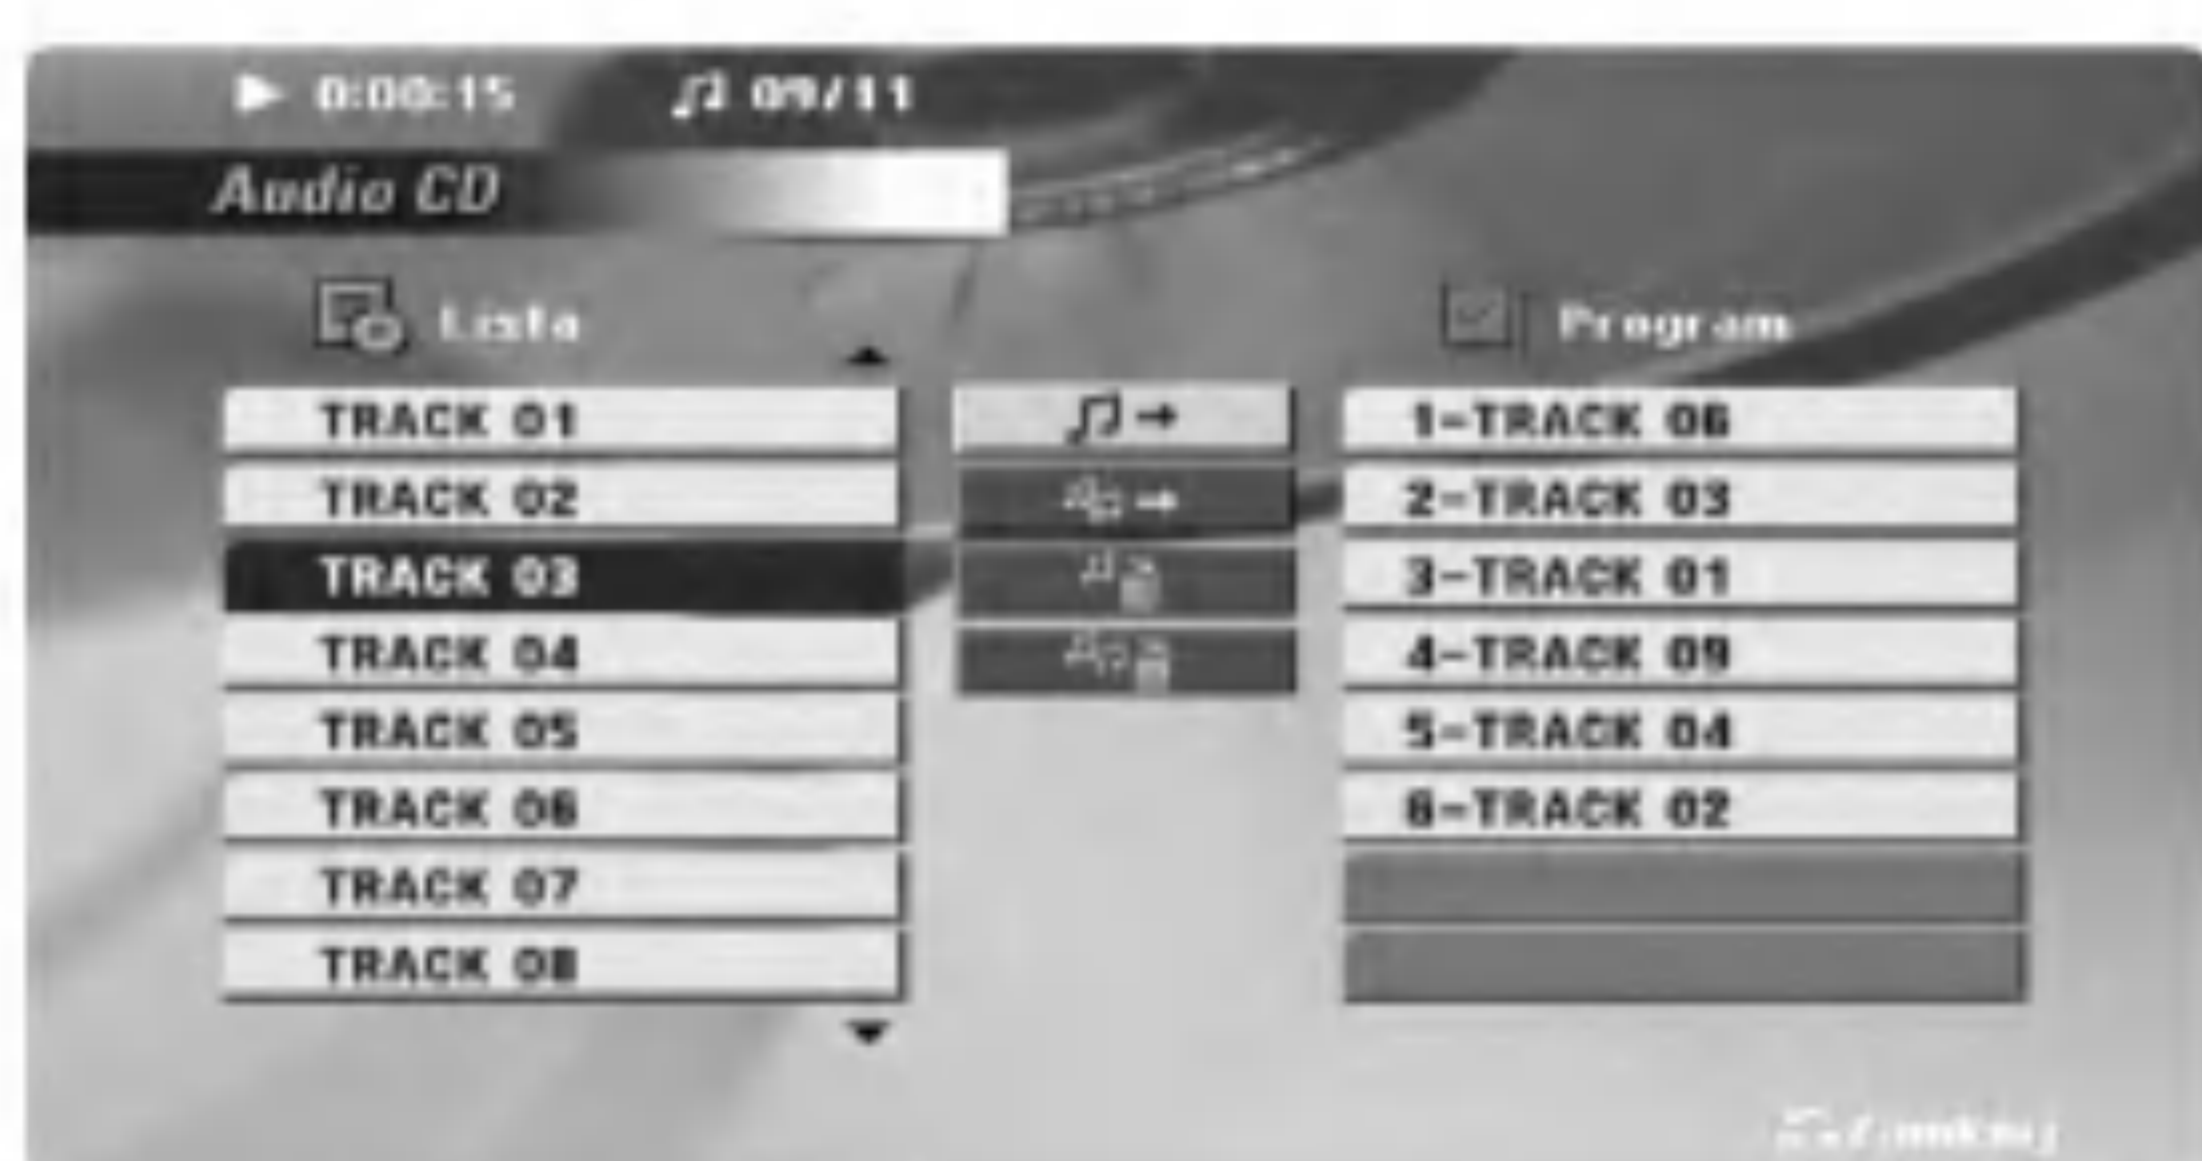 0:00:15 09/11
Audio CD
Lista
Program
TRACK 01
TRACK 02
TRACK 03
TRACK 04
TRACK 05
TRACK 06
TRACK 07
TRACK 08
1-TRACK 06
2-TRACK 03
3-TRACK 01
4-TRACK 09
5-TRACK 04
6-TRACK 02